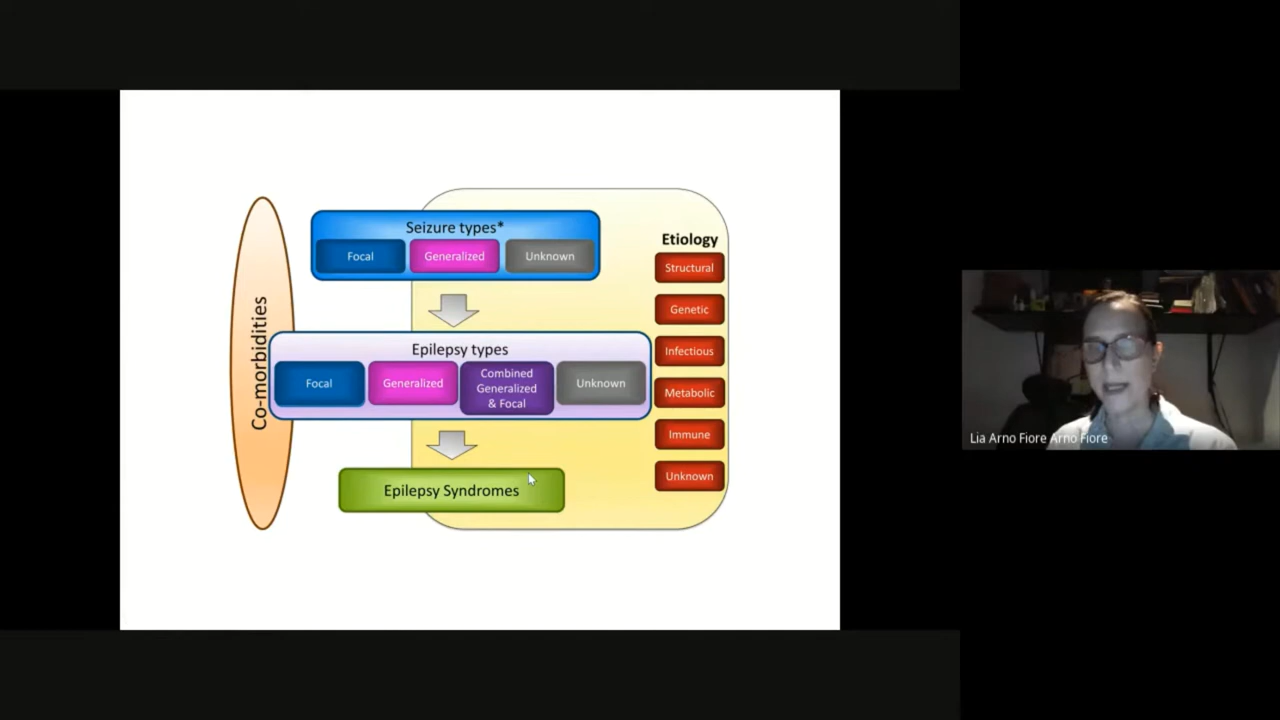 Co-morbidities
Seizure types*
Focal
Generalized
Unknown
Epilepsy types
Focal
Generalized
Combined
Generalized
& Focal
Unknown
Epilepsy Syndromes
Etiology
Structural
Genetic
Infectious
Metabolic
Immune
Unknown
Lia Arno Fiore Arno Fiore